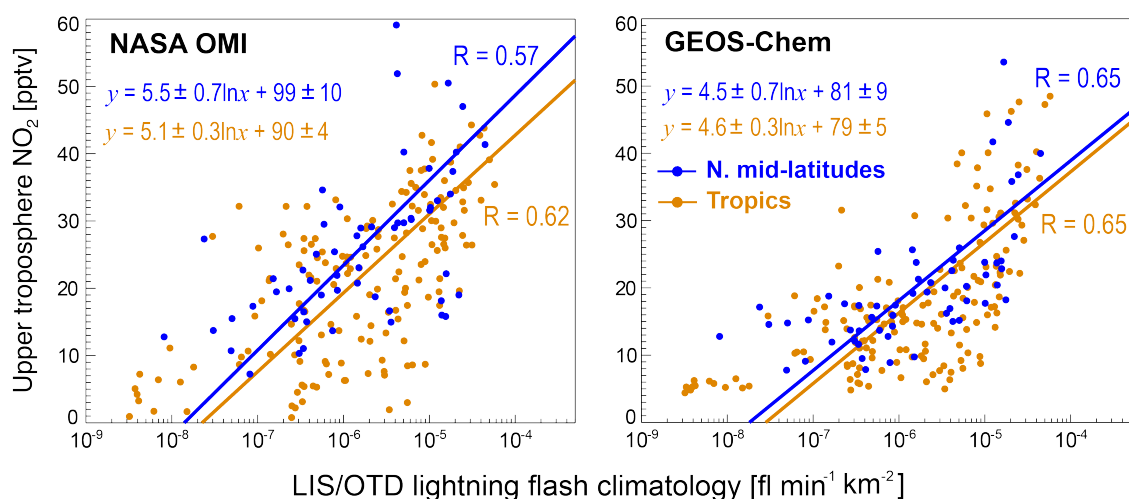 NASA OMI
R = 0.57
y = 5.5 ± 0.7lnx + 99 ± 10
y = 5.1 ± 0.3lnx + 90 ± 4
R = 0.62
60
50
40
30
20
10
0
10⁻⁹ 10⁻⁸ 10⁻⁷ 10⁻⁶ 10⁻⁵ 10⁻⁴
Upper troposphere NO₂ [pptv]
GEOS-Chem
R = 0.65
y = 4.5 ± 0.7lnx + 81 ± 9
y = 4.6 ± 0.3lnx + 79 ± 5
N. mid-latitudes
Tropics
R = 0.65
60
50
40
30
20
10
0
10⁻⁹ 10⁻⁸ 10⁻⁷ 10⁻⁶ 10⁻⁵ 10⁻⁴
LIS/OTD lightning flash climatology [fl min⁻¹ km⁻²]